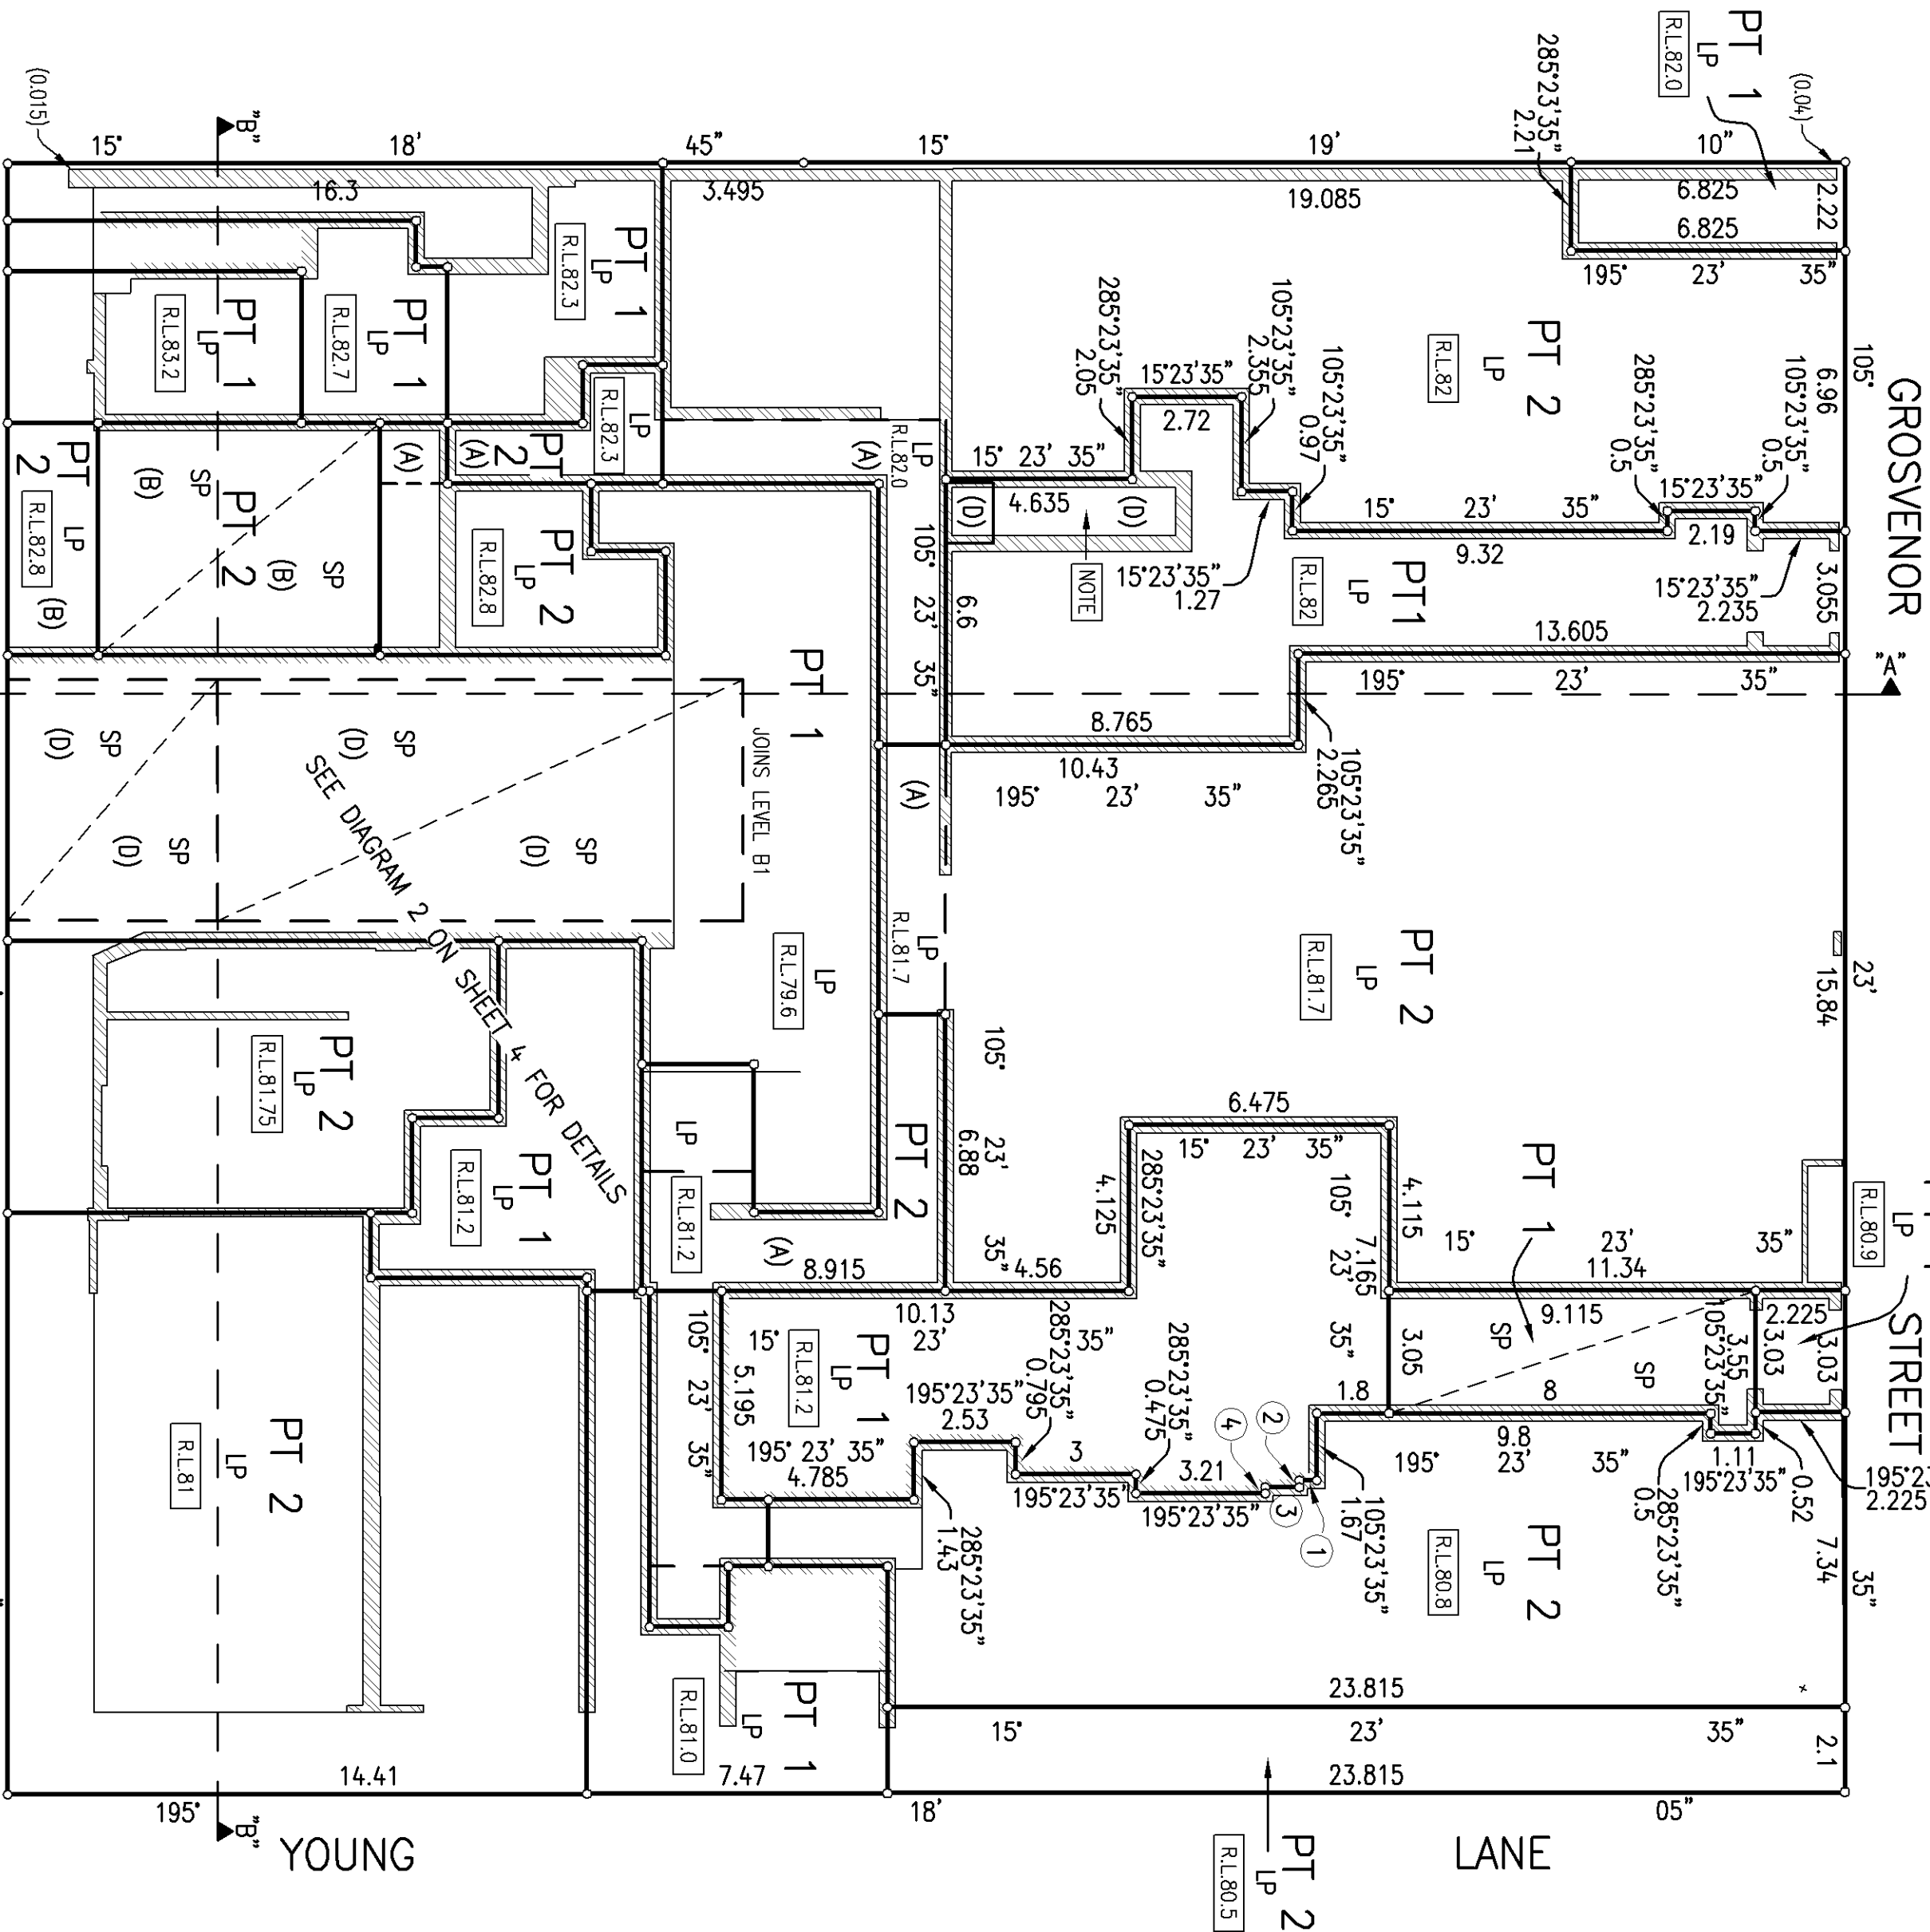 GROSVENOR
STREET
YOUNG
LANE
PT 1
LP
R.L.82.0
(0.04)
285°23'35"
2.21
10"
19'
15°
45"
18'
15°
(0.015)
"B"
2.22
6.825
6.825
195° 23' 35"
19.085
3.495
16.3
105°
6.96
23'
15.84
35"
7.34
2.1
PT 2
LP
R.L.82
105°23'35"
0.5
285°23'35"
0.5
15°23'35"
2.19
15°23'35"
2.235
3.055
15° 23' 35"
9.32
105°23'35"
0.97
105°23'35"
2.355
15°23'35"
2.72
285°23'35"
2.05
15° 23' 35"
4.635
(D)
(D)
NOTE
15°23'35"
1.27
PT1
LP
R.L.82
13.605
195° 23' 35"
"A"
105°23'35"
2.265
8.765
10.43
195° 23' 35"
105° 23' 35"
6.6
LP
R.L.82.0
(A)
(A)
LP
R.L.81.7
PT 2
LP
R.L.81.7
PT 1
LP
R.L.82.3
LP
R.L.82.3
PT 1
LP
R.L.82.7
PT 1
LP
R.L.83.2
PT 2
(A)
(A)
PT 2
LP
R.L.82.8
PT 2
SP
(B)
SP
(B)
PT 2
LP
R.L.82.8
(B)
PT 1
LP
R.L.79.6
JOINS LEVEL B1
SP
(D)
SP
(D)
SP
(D)
SP
(D)
SEE DIAGRAM 2 ON SHEET 4 FOR DETAILS
PT 2
LP
R.L.81.75
PT 1
LP
R.L.81.2
LP
R.L.81.2
PT 2
(A)
105° 23' 35"
6.88
8.915
4.56
10.13
15° 23' 35"
285°23'35"
4.125
6.475
15° 23' 35"
4.115
105° 23' 35"
7.165
3.05
PT 1
SP
SP
15° 23' 35"
11.34
9.115
2.225
LP
R.L.80.9
3.03
3.03
105°23'35"
3.55
0.52
195°2
2.225
1.11
195°23'35"
285°23'35"
0.5
1.8
8
9.8
195° 23' 35"
105°23'35"
1.67
1
2
3
4
3.21
195°23'35"
285°23'35"
0.475
3
195°23'35"
285°23'35"
0.795
195°23'35"
2.53
285°23'35"
1.43
PT 1
LP
R.L.81.2
105° 23' 35"
5.195
195° 23' 35"
4.785
PT 2
LP
R.L.80.8
23.815
15° 23' 35"
23.815
PT 1
LP
R.L.81.0
7.47
14.41
PT 2
LP
R.L.81
195° 18' 05"
"B"
PT 2
LP
R.L.80.5